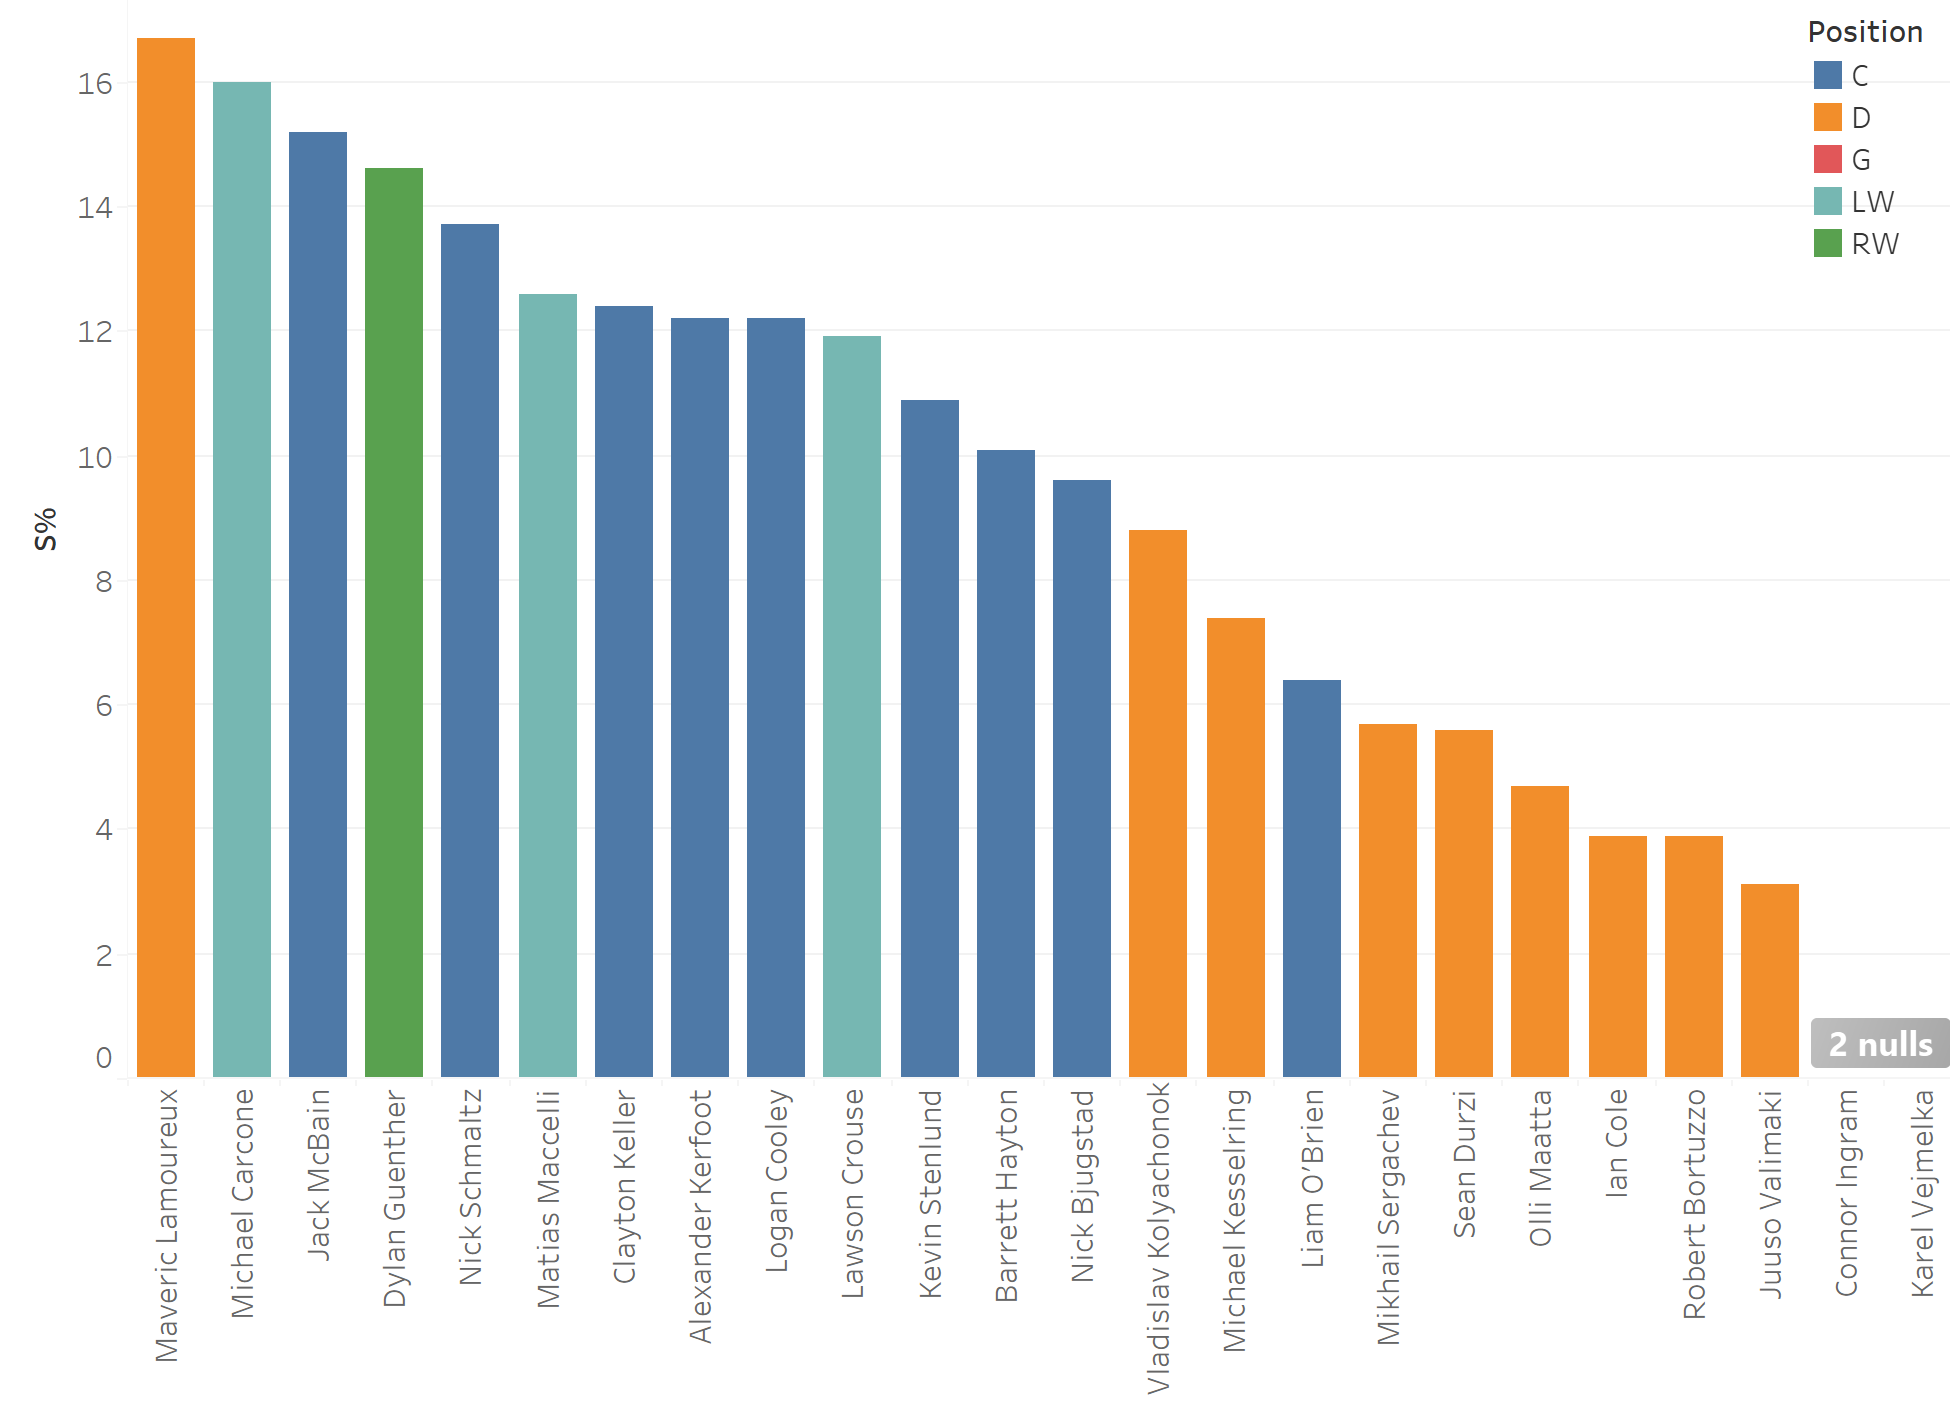 Position
C
D
G
LW
RW
S%
16
14
12
10
8
6
4
2
0
2 nulls
Maveric Lamoureux
Michael Carcone
Jack McBain
Dylan Guenther
Nick Schmaltz
Matias Maccelli
Clayton Keller
Alexander Kerfoot
Logan Cooley
Lawson Crouse
Kevin Stenlund
Barrett Hayton
Nick Bjugstad
Vladislav Kolyachonok
Michael Kesselring
Liam O’Brien
Mikhail Sergachev
Sean Durzi
Olli Maatta
Ian Cole
Robert Bortuzzo
Juuso Valimaki
Connor Ingram
Karel Vejmelka